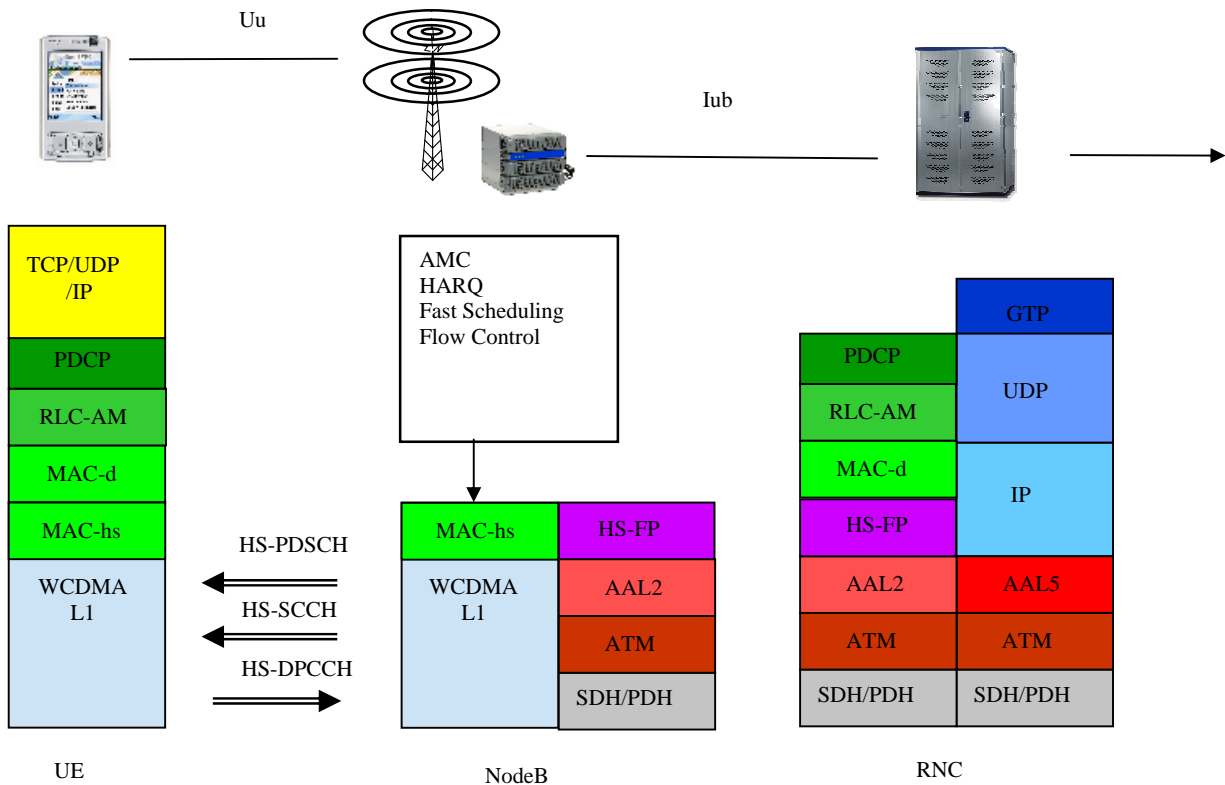 Uu
Iub
TCP/UDP
/IP
PDCP
RLC-AM
MAC-d
MAC-hs
WCDMA
L1
UE
HS-PDSCH
HS-SCCH
HS-DPCCH
AMC
HARQ
Fast Scheduling
Flow Control
MAC-hs
WCDMA
L1
HS-FP
AAL2
ATM
SDH/PDH
NodeB
PDCP
RLC-AM
MAC-d
HS-FP
AAL2
ATM
SDH/PDH
GTP
UDP
IP
AAL5
ATM
SDH/PDH
RNC